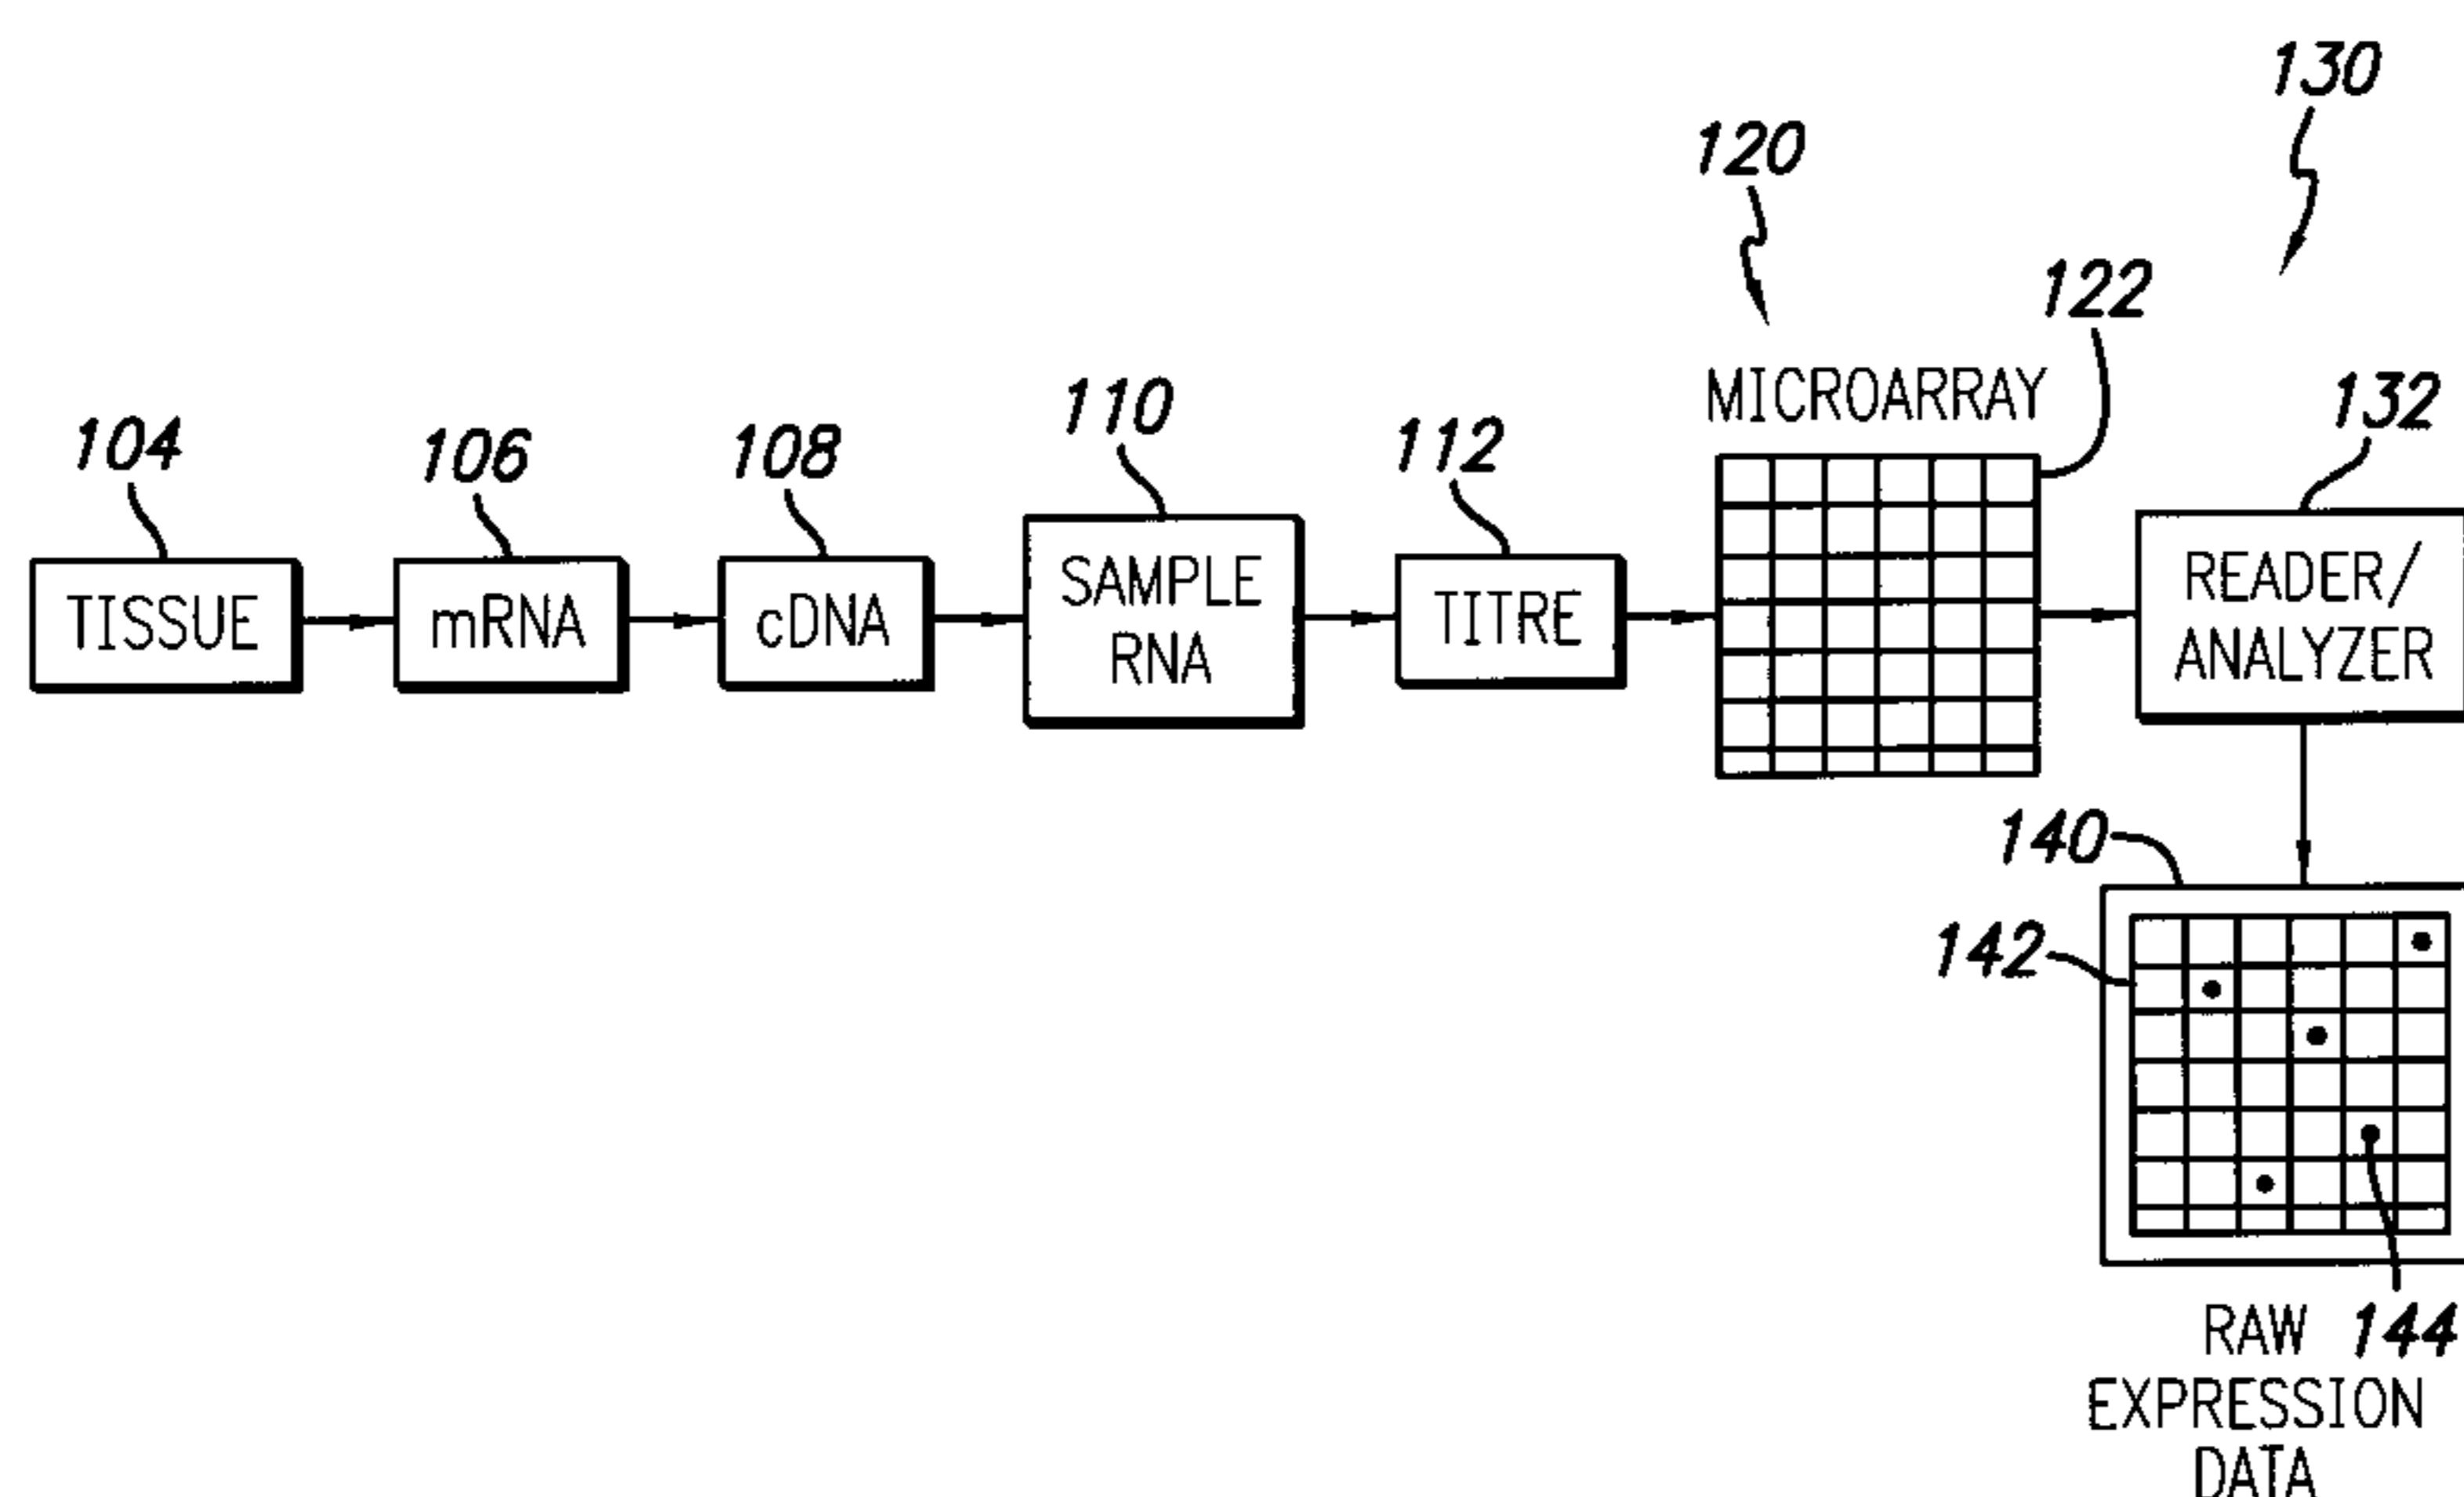 130
120
122
MICROARRAY
110
132
104
106
108
112
TISSUE
mRNA
cDNA
SAMPLE
RNA
TITRE
READER/
ANALYZER
140
142
RAW 144
EXPRESSION
DATA